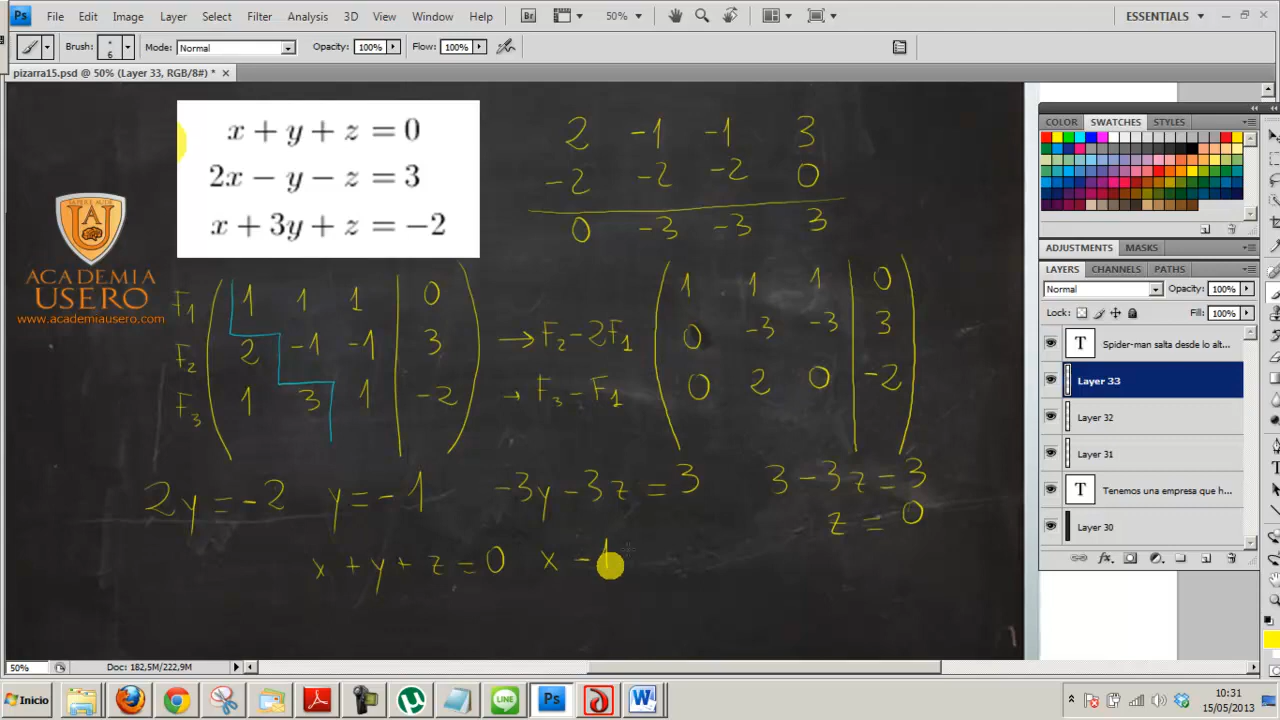 File Edit Image Layer Select Filter Analysis 3D View Window Help Br 50% ESSENTIALS
Brush: 6 Mode: Normal Opacity: 100% Flow: 100%
pizarra15.psd @ 50% (Layer 33, RGB/8#) * ×
x + y + z = 0
2x − y − z = 3
x + 3y + z = −2
2 -1 -1 3
-2 -2 -2 0
0 -3 -3 3
ACADEMIA
USERO
www.academiausero.com
F1 1 1 1 0
F2 2 -1 -1 3
F3 1 3 1 -2
→ F2-2F1
→ F3-F1
1 1 1 0
0 -3 -3 3
0 2 0 -2
2y = -2 y = -1 -3y - 3z = 3 3 - 3z = 3
z = 0
x + y + z = 0 x - 1
COLOR SWATCHES STYLES
ADJUSTMENTS MASKS
LAYERS CHANNELS PATHS
Normal Opacity: 100%
Lock: Fill: 100%
T Spider-man salta desde lo alt...
Layer 33
Layer 32
Layer 31
T Tenemos una empresa que h...
Layer 30
fx.
50% Doc: 182,5M/222,9M
Inicio LINE Ps W
10:31
15/05/2013